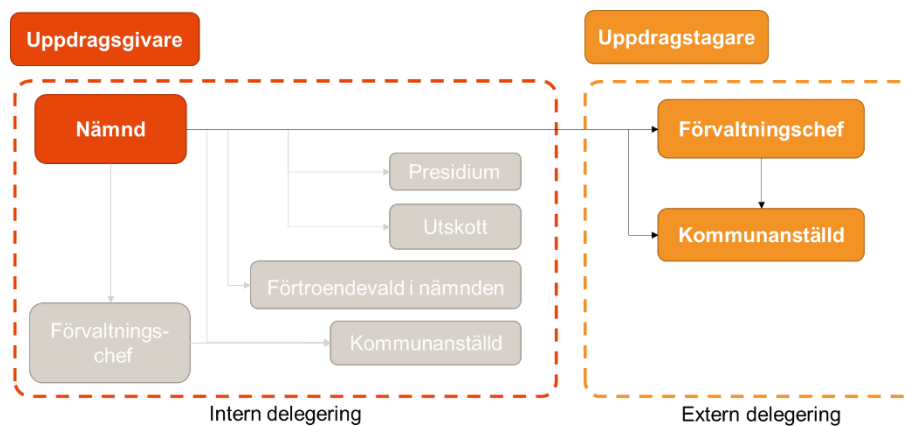 Uppdragsgivare
Uppdragstagare
Nämnd
Förvaltningschef
Presidium
Utskott
Kommunanställd
Förtroendevald i nämnden
Förvaltnings-
chef
Kommunanställd
Intern delegering
Extern delegering